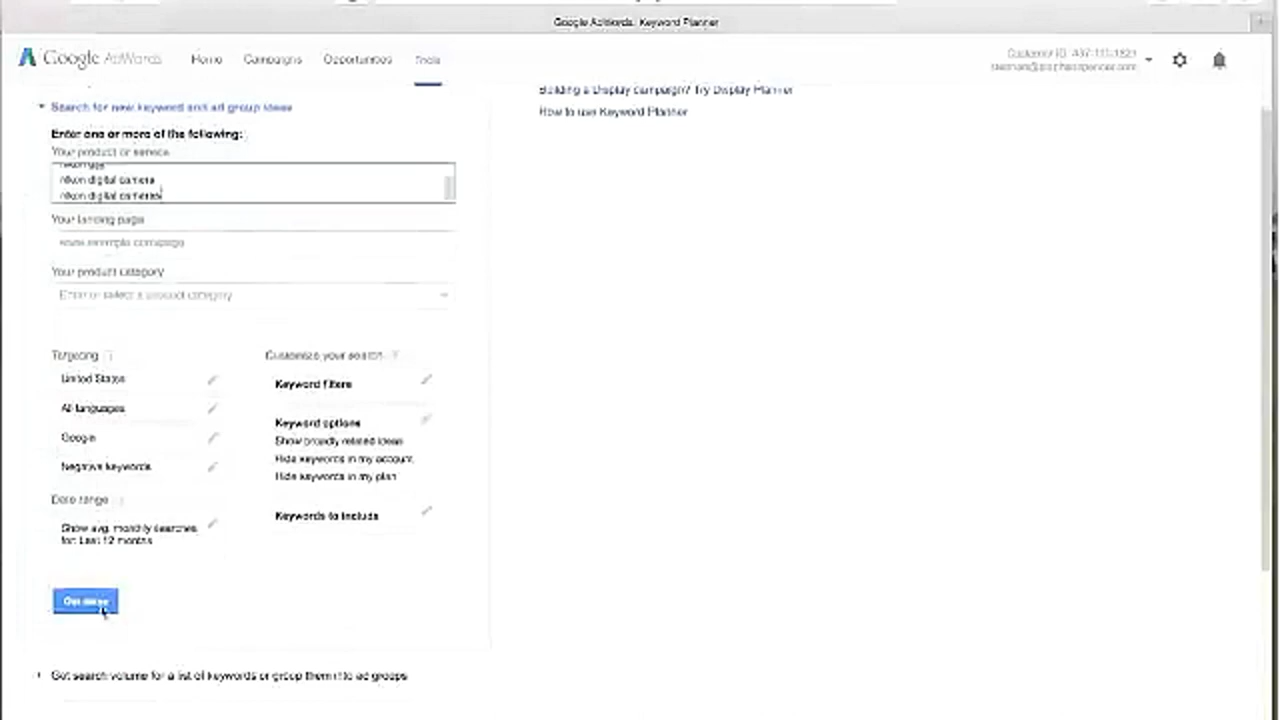 Google AdWords: Keyword Planner
Google AdWords
Home Campaigns Opportunities Tools
Customer ID:
Building a Display campaign? Try Display Planner
How to use Keyword Planner
Search for new keyword and ad group ideas
Enter one or more of the following:
Your product or service
nikon digital camera
nikon digital cameras
Your landing page
www.example.com/page
Your product category
Enter or select a product category
Targeting
United States
All languages
Google
Negative keywords
Date range
Show avg. monthly searches
for: Last 12 months
Customize your search
Keyword filters
Keyword options
Show broadly related ideas
Hide keywords in my account
Hide keywords in my plan
Keywords to include
Get ideas
Get search volume for a list of keywords or group them into ad groups